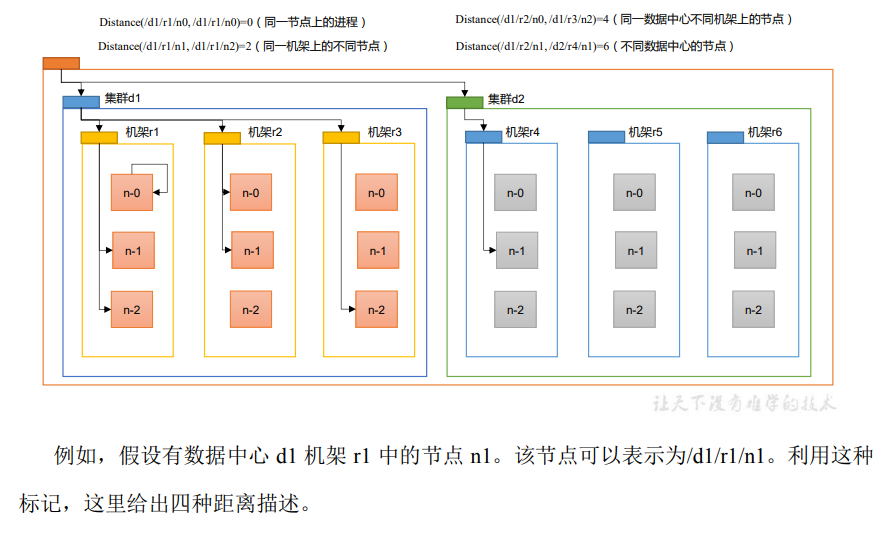 Distance(/d1/r1/n0, /d1/r1/n0)=0（同一节点上的进程）
Distance(/d1/r2/n0, /d1/r3/n2)=4（同一数据中心不同机架上的节点）
Distance(/d1/r1/n1, /d1/r1/n2)=2（同一机架上的不同节点）
Distance(/d1/r2/n1, /d2/r4/n1)=6（不同数据中心的节点）
集群d1
集群d2
机架r1
机架r2
机架r3
机架r4
机架r5
机架r6
n-0
n-0
n-0
n-0
n-0
n-0
n-1
n-1
n-1
n-1
n-1
n-1
n-2
n-2
n-2
n-2
n-2
n-2
让天下没有难学的技术
例如，假设有数据中心 d1 机架 r1 中的节点 n1。该节点可以表示为/d1/r1/n1。利用这种
标记，这里给出四种距离描述。